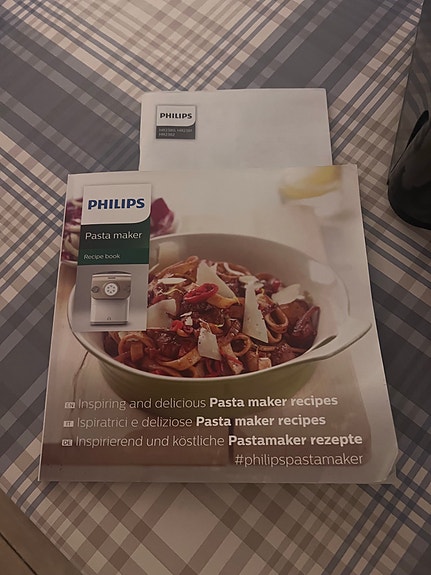 PHILIPS
PHILIPS
Pasta maker
Recipe book
EN Inspiring and delicious Pasta maker recipes
IT Ispiratrici e deliziose Pasta maker recipes
DE Inspirierend und köstliche Pastamaker rezepte
#philipspastamaker